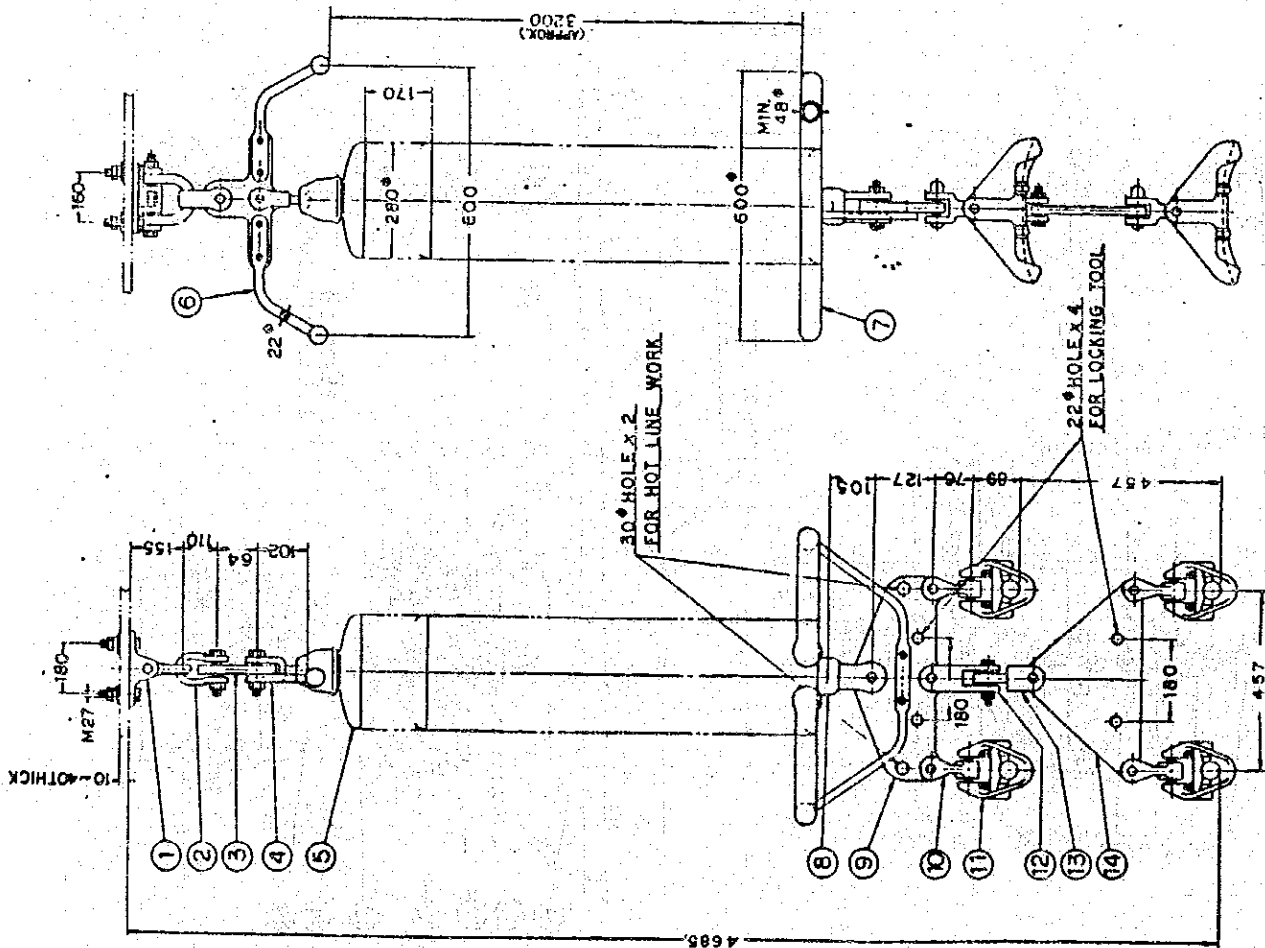 3200
(APPROX.)
160
170
280ᵠ
800
22ᵠ
⑥
MIN.
48ᵠ
600ᵠ
⑦
10~40THICK
M27
180
155
110
64
102
①
②
③
④
⑤
30ᵠ HOLE x 2
FOR HOT LINE WORK
22ᵠ HOLE x 4
FOR LOCKING TOOL
127
76
89
457
180
180
457
⑧
⑨
⑩
⑪
⑫
⑬
⑭
4685